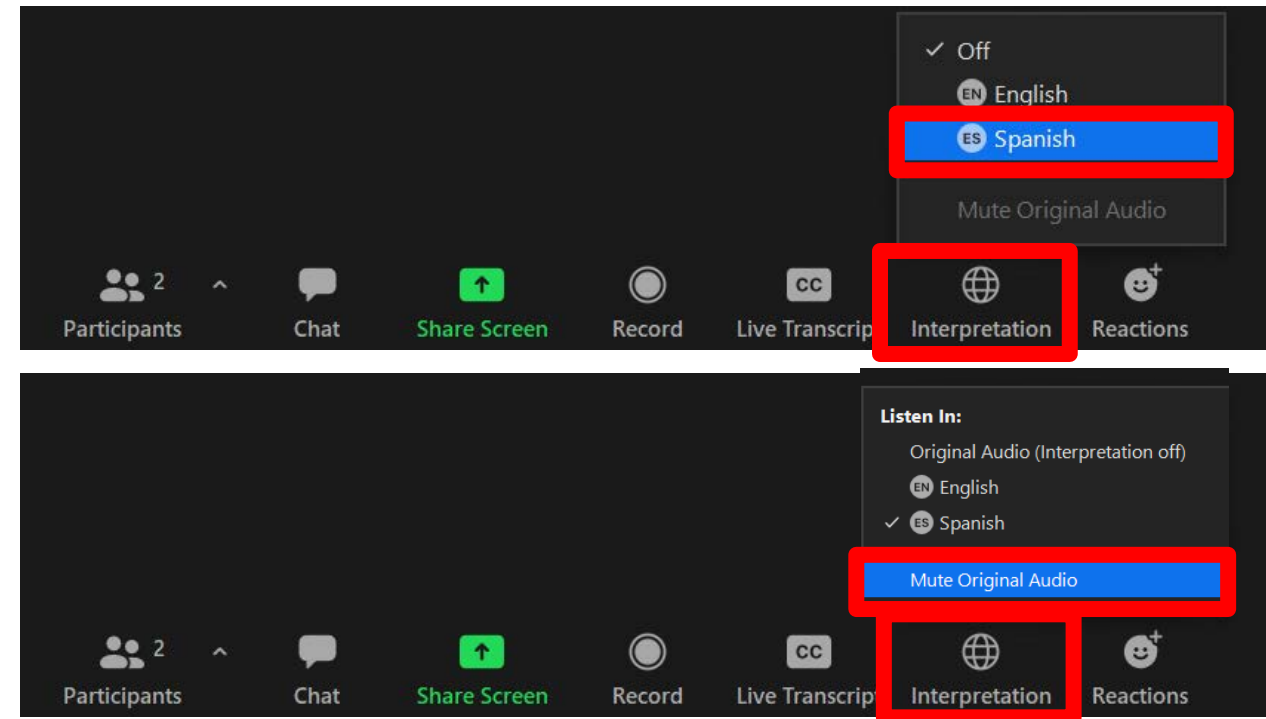 ✓ Off
EN English
ES Spanish
Mute Original Audio
2
Participants Chat Share Screen Record CC Live Transcrip Interpretation Reactions
Listen In:
Original Audio (Interpretation off)
EN English
✓ ES Spanish
Mute Original Audio
2
Participants Chat Share Screen Record CC Live Transcrip Interpretation Reactions